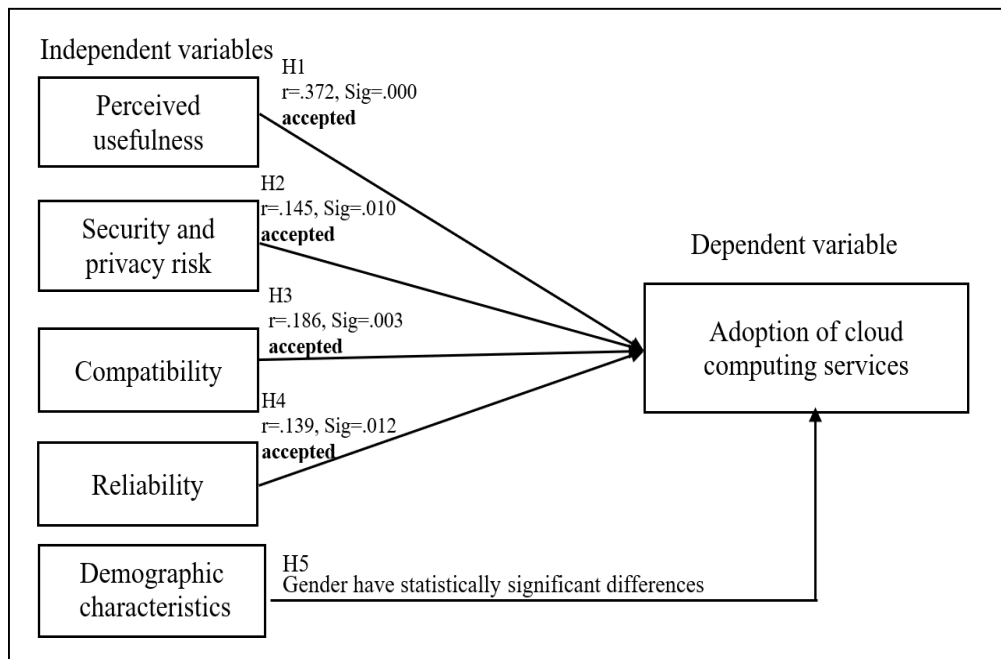 Independent variables
Perceived
usefulness
H1
r=.372, Sig=.000
accepted
Security and
privacy risk
H2
r=.145, Sig=.010
accepted
Compatibility
H3
r=.186, Sig=.003
accepted
Reliability
H4
r=.139, Sig=.012
accepted
Demographic
characteristics
H5
Gender have statistically significant differences
Dependent variable
Adoption of cloud
computing services